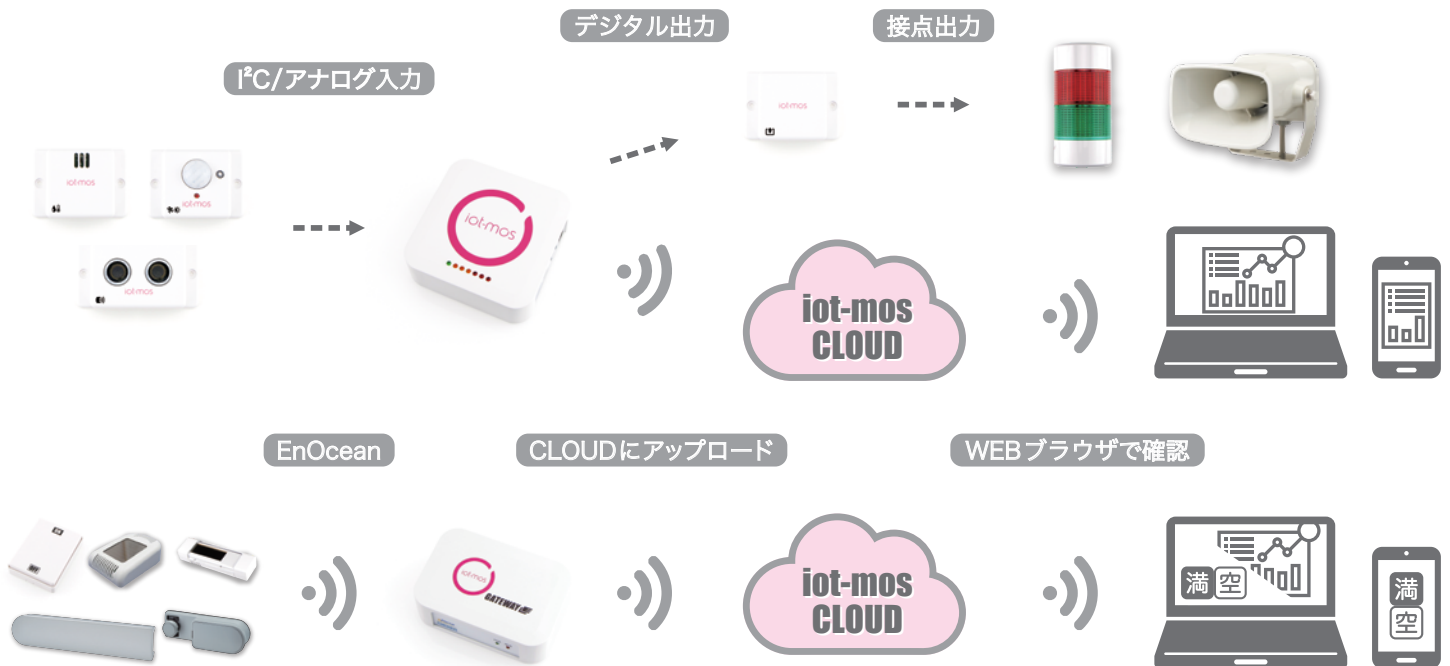 デジタル出力
接点出力
I²C/アナログ入力
iot-mos
iot-mos
iot-mos
iot-mos
iot-mos
iot-mos
CLOUD
EnOcean
CLOUDにアップロード
WEBブラウザで確認
iot-mos
GATEWAY
iot-mos
CLOUD
満 空
満
空